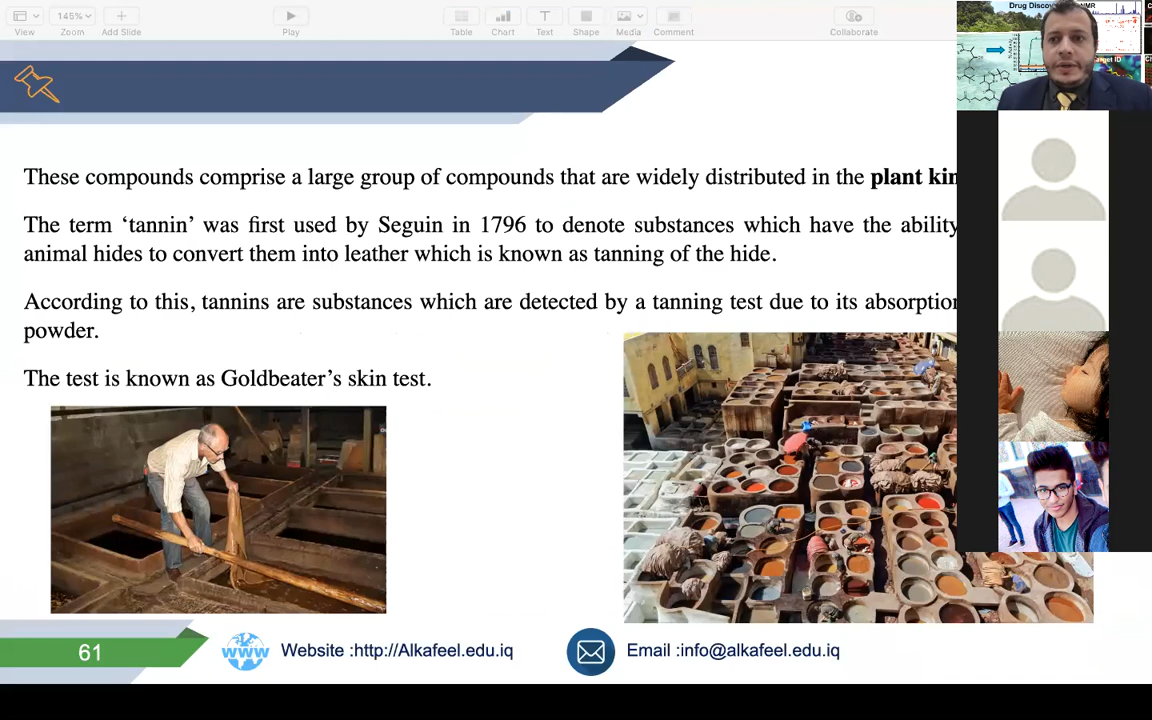 145%
View
Zoom
Add Slide
Play
Table
Chart
Text
Shape
Media
Comment
Collaborate
Drug
NMR
These compounds comprise a large group of compounds that are widely distributed in the plant kin
The term ‘tannin’ was first used by Seguin in 1796 to denote substances which have the ability
animal hides to convert them into leather which is known as tanning of the hide.
According to this, tannins are substances which are detected by a tanning test due to its absorption
powder.
The test is known as Goldbeater’s skin test.
61
WWW
Website :http://Alkafeel.edu.iq
Email :info@alkafeel.edu.iq